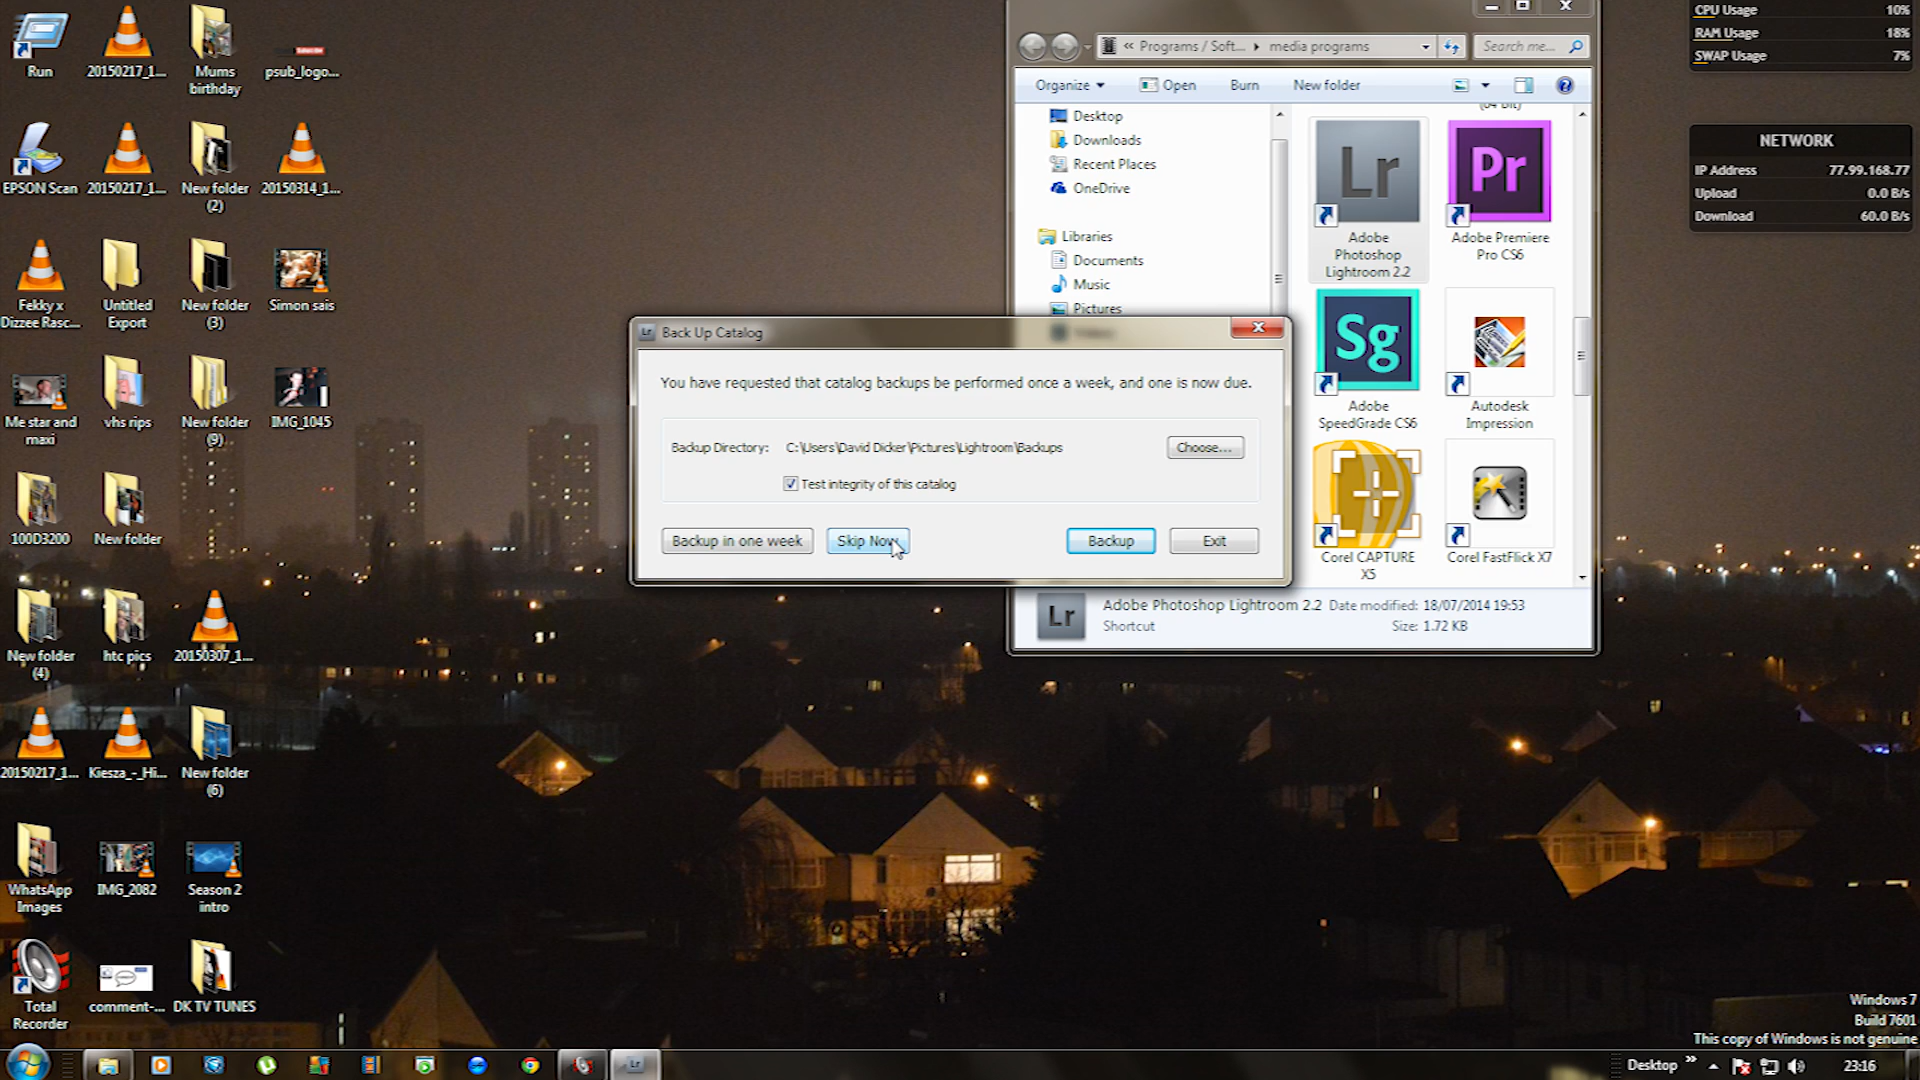 Run
20150217_1...
Mums
birthday
psub_logo...
EPSON Scan
20150217_1...
New folder
(2)
20150314_1...
Fekky x
Dizzee Rasc...
Untitled
Export
New folder
(3)
Simon sais
Me star and
maxi
vhs rips
New folder
(9)
IMG_1045
100D3200
New folder
New folder
(4)
htc pics
20150307_1...
20150217_1...
Kiesza_-_Hi...
New folder
(6)
WhatsApp
Images
IMG_2082
Season 2
intro
Total
Recorder
comment-...
DK TV TUNES
« Programs / Soft... ▸ media programs
Search me...
Organize
Open
Burn
New folder
Desktop
Downloads
Recent Places
OneDrive
Libraries
Documents
Music
Pictures
(64 bit)
Lr
Adobe
Photoshop
Lightroom 2.2
Pr
Adobe Premiere
Pro CS6
Sg
Adobe
SpeedGrade CS6
Autodesk
Impression
Corel CAPTURE
X5
Corel FastFlick X7
Lr
Adobe Photoshop Lightroom 2.2 Date modified: 18/07/2014 19:53
Shortcut Size: 1.72 KB
Lr Back Up Catalog
You have requested that catalog backups be performed once a week, and one is now due.
Backup Directory: C:\Users\David Dicker\Pictures\Lightroom\Backups
Choose...
Test integrity of this catalog
Backup in one week
Skip Now
Backup
Exit
CPU Usage 10%
RAM Usage 18%
SWAP Usage 7%
NETWORK
IP Address 77.99.168.77
Upload 0.0 B/s
Download 60.0 B/s
Windows 7
Build 7601
This copy of Windows is not genuine
Lr
Desktop »
23:16